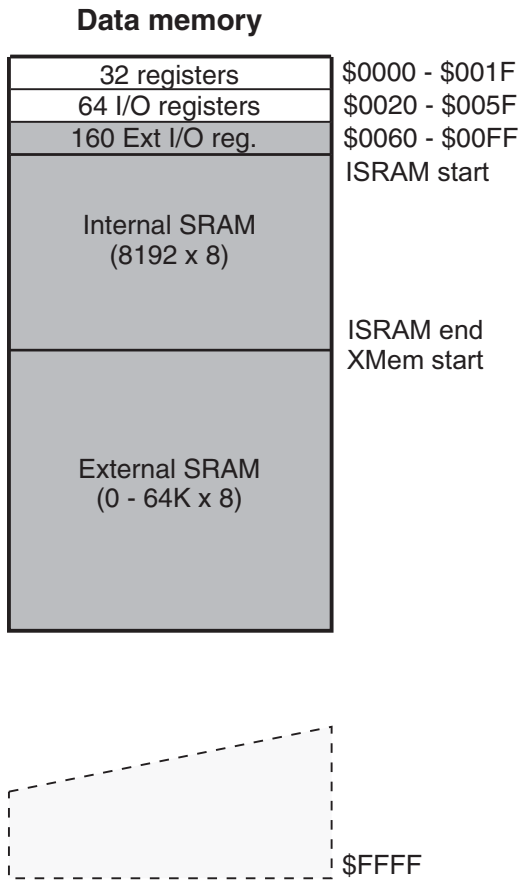 Data memory
32 registers
$0000 - $001F
64 I/O registers
$0020 - $005F
160 Ext I/O reg.
$0060 - $00FF
ISRAM start
Internal SRAM
(8192 x 8)
ISRAM end
XMem start
External SRAM
(0 - 64K x 8)
$FFFF